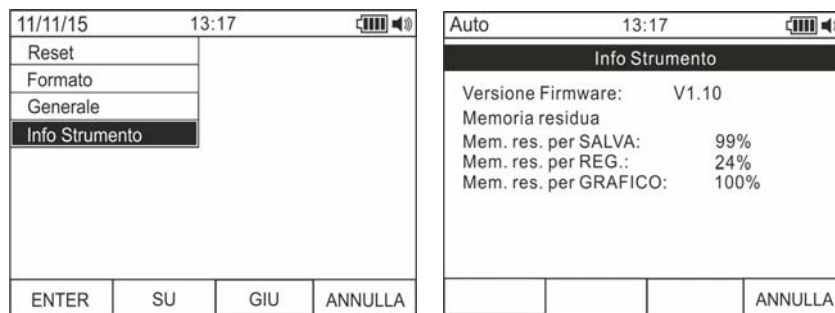 11/11/15 13:17
Reset
Formato
Generale
Info Strumento
ENTER SU GIU ANNULLA
Auto 13:17
Info Strumento
Versione Firmware: V1.10
Memoria residua
Mem. res. per SALVA: 99%
Mem. res. per REG.: 24%
Mem. res. per GRAFICO: 100%
ANNULLA